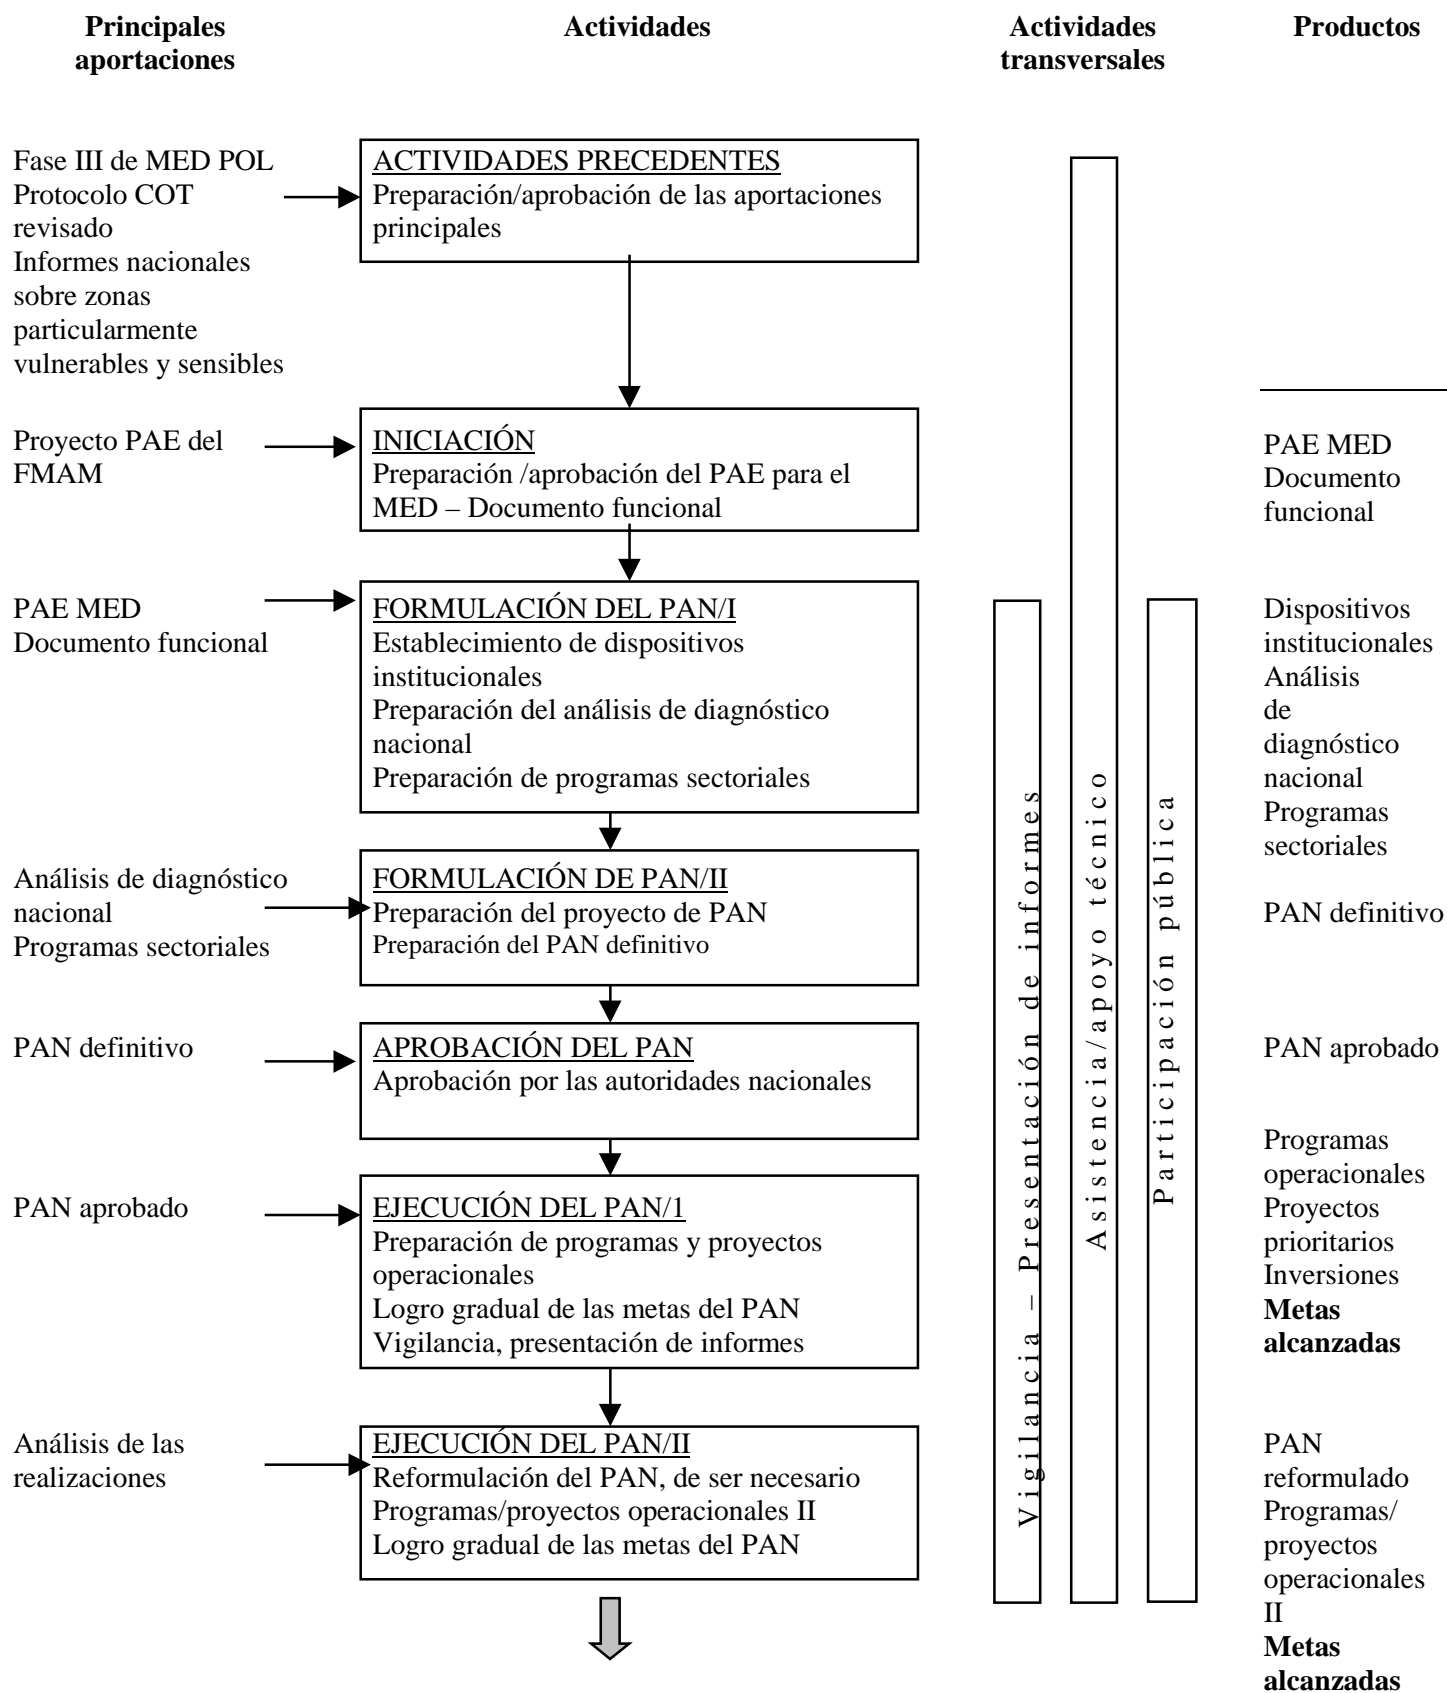 Principales
aportaciones
Actividades
Actividades
transversales
Productos
Fase III de MED POL
Protocolo COT
revisado
Informes nacionales
sobre zonas
particularmente
vulnerables y sensibles
ACTIVIDADES PRECEDENTES
Preparación/aprobación de las aportaciones
principales
Proyecto PAE del
FMAM
INICIACIÓN
Preparación /aprobación del PAE para el
MED – Documento funcional
PAE MED
Documento
funcional
PAE MED
Documento funcional
FORMULACIÓN DEL PAN/I
Establecimiento de dispositivos
institucionales
Preparación del análisis de diagnóstico
nacional
Preparación de programas sectoriales
Dispositivos
institucionales
Análisis
de
diagnóstico
nacional
Programas
sectoriales
Análisis de diagnóstico
nacional
Programas sectoriales
FORMULACIÓN DE PAN/II
Preparación del proyecto de PAN
Preparación del PAN definitivo
PAN definitivo
PAN definitivo
APROBACIÓN DEL PAN
Aprobación por las autoridades nacionales
PAN aprobado
PAN aprobado
EJECUCIÓN DEL PAN/1
Preparación de programas y proyectos
operacionales
Logro gradual de las metas del PAN
Vigilancia, presentación de informes
Programas
operacionales
Proyectos
prioritarios
Inversiones
Metas
alcanzadas
Análisis de las
realizaciones
EJECUCIÓN DEL PAN/II
Reformulación del PAN, de ser necesario
Programas/proyectos operacionales II
Logro gradual de las metas del PAN
PAN
reformulado
Programas/
proyectos
operacionales
II
Metas
alcanzadas
Vigilancia – Presentación de informes
Asistencia/apoyo técnico
Participación pública